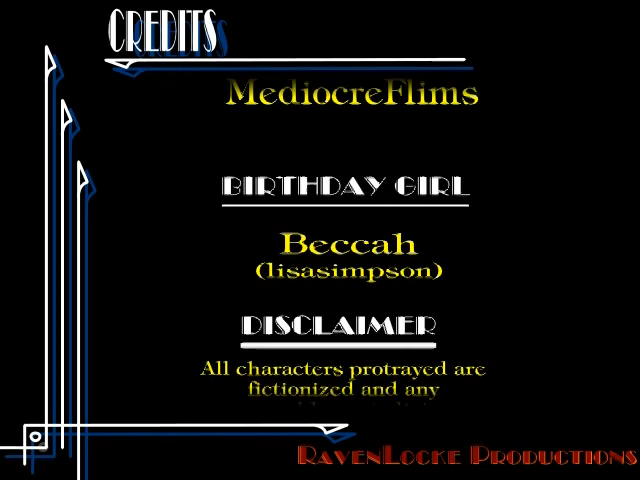 CREDITS
MediocreFlims
BIRTHDAY GIRL
Beccah
(lisasimpson)
DISCLAIMER
All characters protrayed are
fictionized and any
RavenLocke Productions